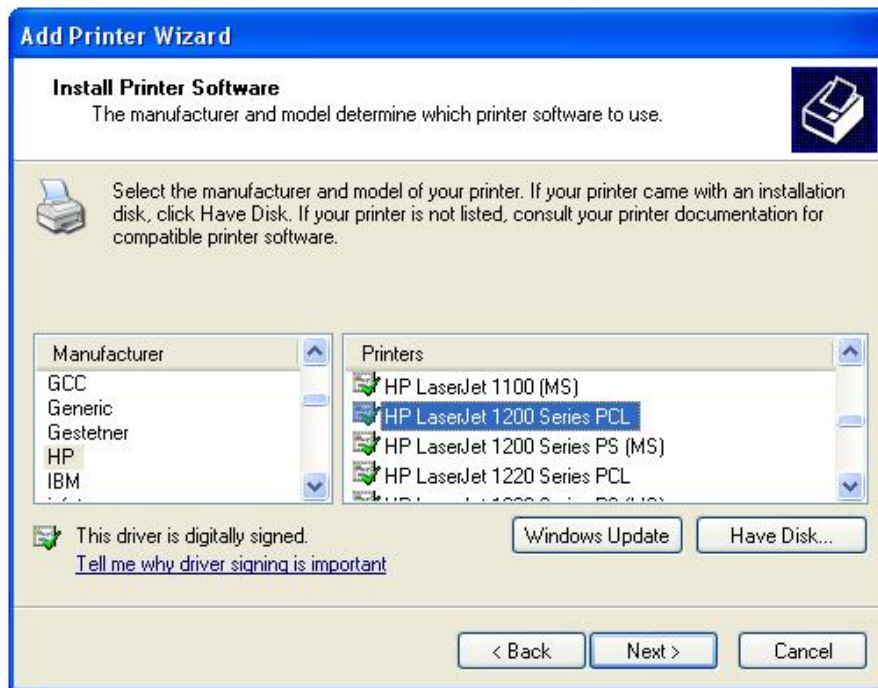 Add Printer Wizard
Install Printer Software
The manufacturer and model determine which printer software to use.
Select the manufacturer and model of your printer. If your printer came with an installation
disk, click Have Disk. If your printer is not listed, consult your printer documentation for
compatible printer software.
Manufacturer
GCC
Generic
Gestetner
HP
IBM
Printers
HP LaserJet 1100 (MS)
HP LaserJet 1200 Series PCL
HP LaserJet 1200 Series PS (MS)
HP LaserJet 1220 Series PCL
This driver is digitally signed.
Tell me why driver signing is important
Windows Update
Have Disk...
< Back
Next >
Cancel